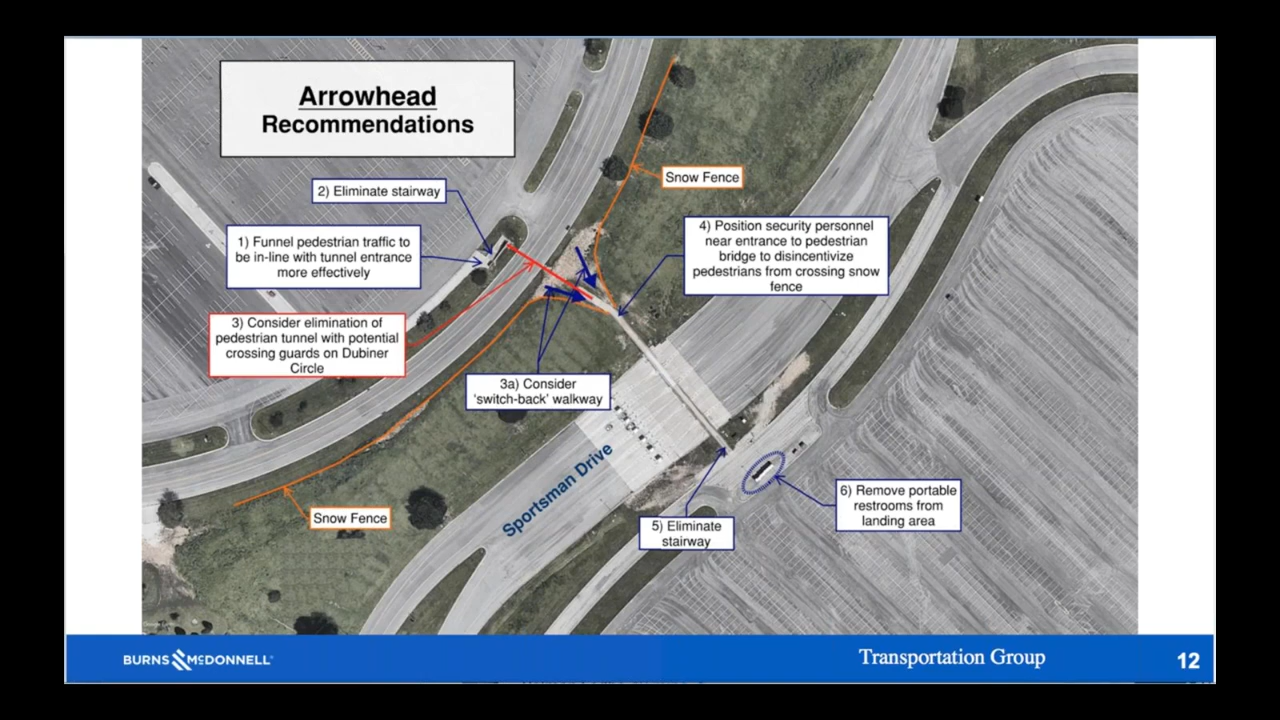 Arrowhead
Recommendations
2) Eliminate stairway
Snow Fence
1) Funnel pedestrian traffic to
be in-line with tunnel entrance
more effectively
4) Position security personnel
near entrance to pedestrian
bridge to disincentivize
pedestrians from crossing snow
fence
3) Consider elimination of
pedestrian tunnel with potential
crossing guards on Dubiner
Circle
3a) Consider
‘switch-back’ walkway
Sportsman Drive
Snow Fence
5) Eliminate
stairway
6) Remove portable
restrooms from
landing area
BURNS McDONNELL
Transportation Group
12